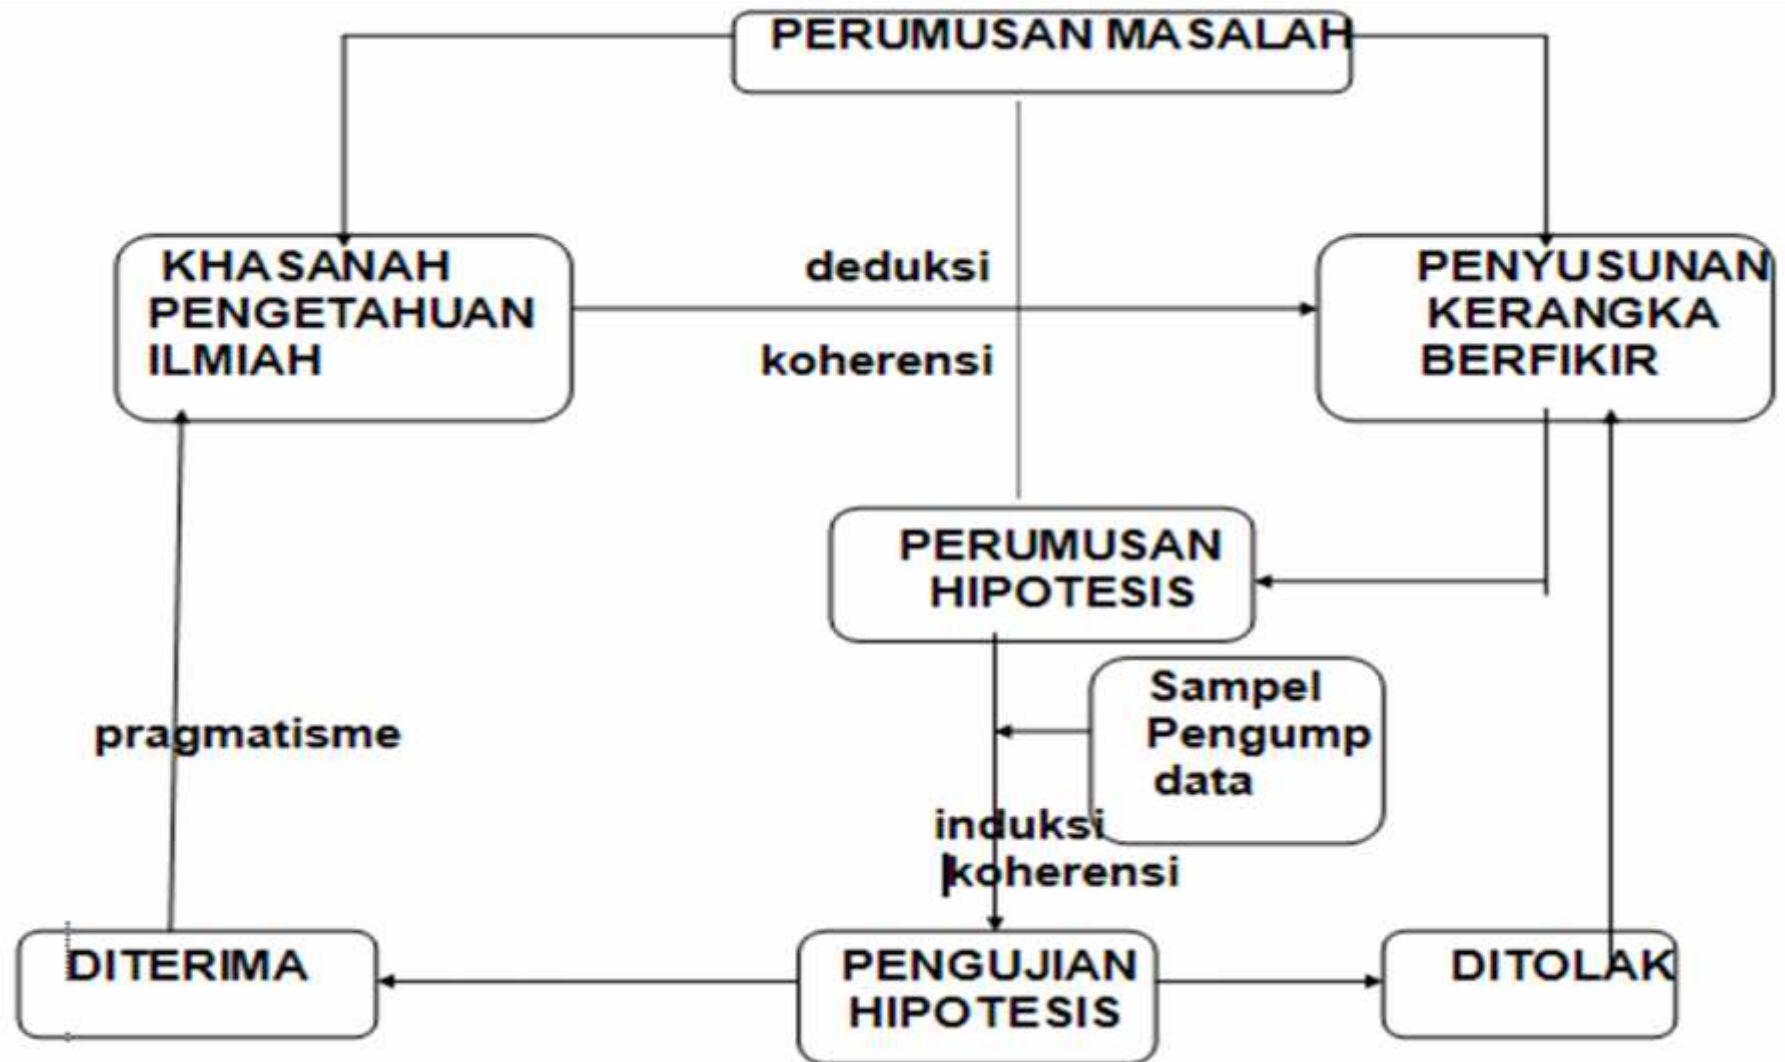 PERUMUSAN MASALAH
KHASANAH
PENGETAHUAN
ILMIAH
deduksi
koherensi
PENYUSUNAN
KERANGKA
BERFIKIR
PERUMUSAN
HIPOTESIS
Sampel
Pengump
data
pragmatisme
induksi
koherensi
DITERIMA
PENGUJIAN
HIPOTESIS
DITOLAK